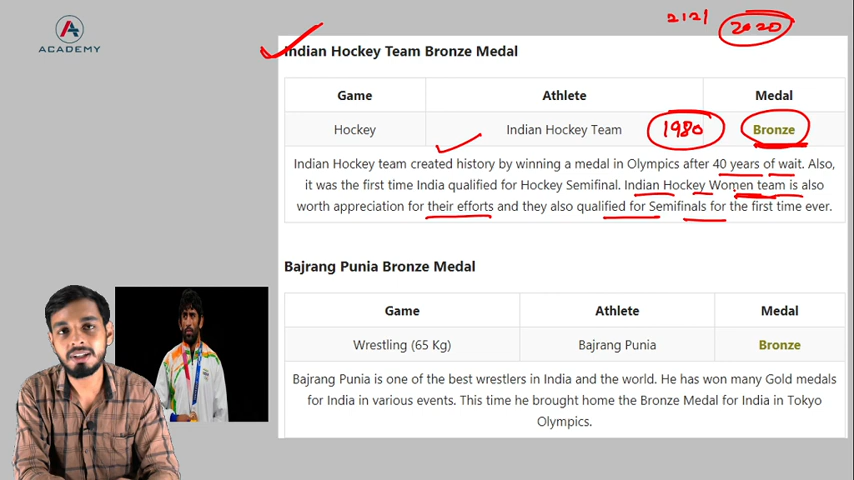 ACADEMY
2121 2020
Indian Hockey Team Bronze Medal
Game Athlete Medal
Hockey Indian Hockey Team 1980 Bronze
Indian Hockey team created history by winning a medal in Olympics after 40 years of wait. Also,
it was the first time India qualified for Hockey Semifinal. Indian Hockey Women team is also
worth appreciation for their efforts and they also qualified for Semifinals for the first time ever.
Bajrang Punia Bronze Medal
Game Athlete Medal
Wrestling (65 Kg) Bajrang Punia Bronze
Bajrang Punia is one of the best wrestlers in India and the world. He has won many Gold medals
for India in various events. This time he brought home the Bronze Medal for India in Tokyo
Olympics.